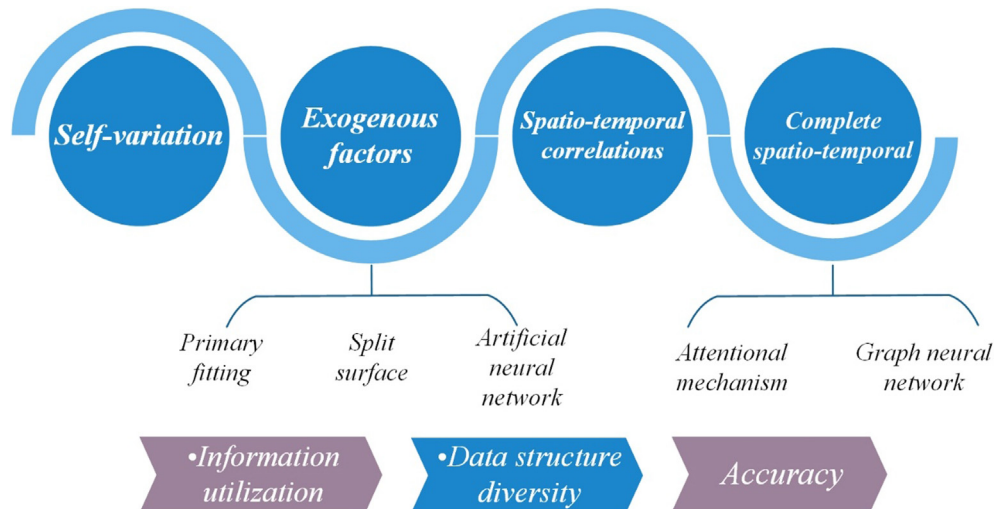 Self-variation
Exogenous
factors
Spatio-temporal
correlations
Complete
spatio-temporal
Primary
fitting
Split
surface
Artificial
neural
network
Attentional
mechanism
Graph neural
network
•Information
utilization
•Data structure
diversity
Accuracy